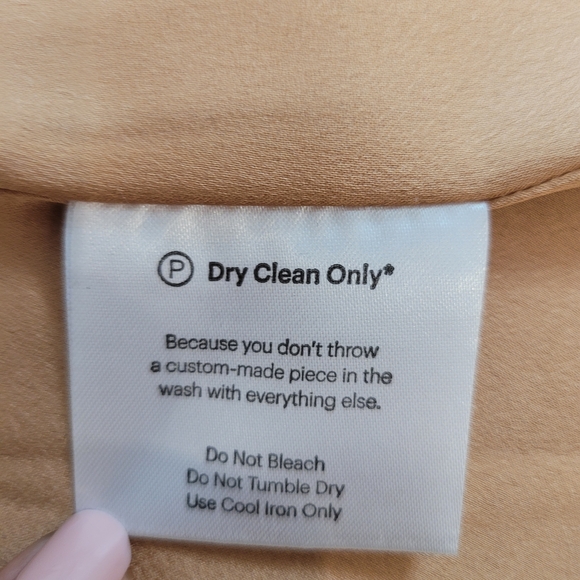 Ⓟ Dry Clean Only*
Because you don't throw
a custom-made piece in the
wash with everything else.
Do Not Bleach
Do Not Tumble Dry
Use Cool Iron Only